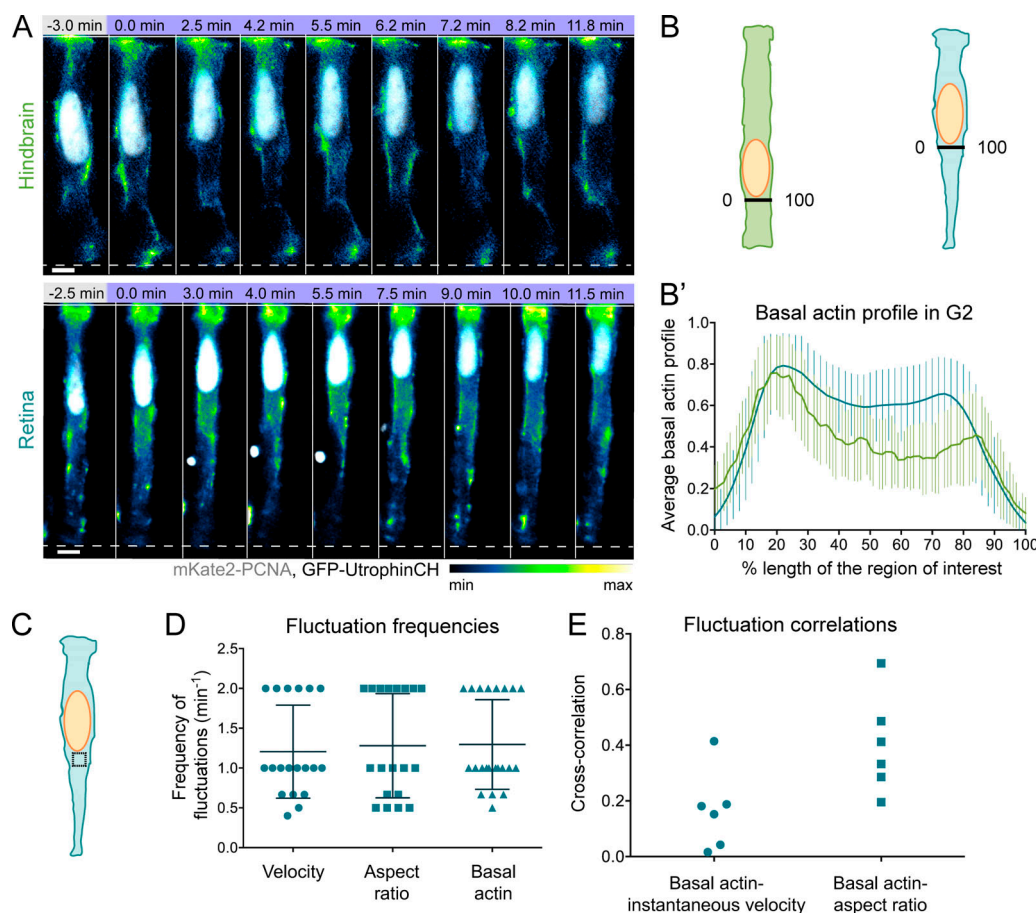 A
-3.0 min 0.0 min 2.5 min 4.2 min 5.5 min 6.2 min 7.2 min 8.2 min 11.8 min
Hindbrain
-2.5 min 0.0 min 3.0 min 4.0 min 5.5 min 7.5 min 9.0 min 10.0 min 11.5 min
Retina
mKate2-PCNA, GFP-UtrophinCH
min max
B
0 100
0 100
B'
Basal actin profile in G2
Average basal actin profile
1.0
0.8
0.6
0.4
0.2
0.0
0 10 20 30 40 50 60 70 80 90 100
% length of the region of interest
C
D
Fluctuation frequencies
Frequency of
fluctuations (min⁻¹)
2.5
2.0
1.5
1.0
0.5
0.0
Velocity Aspect ratio Basal actin
E
Fluctuation correlations
Cross-correlation
0.8
0.6
0.4
0.2
0.0
Basal actin-
instantaneous velocity
Basal actin-
aspect ratio